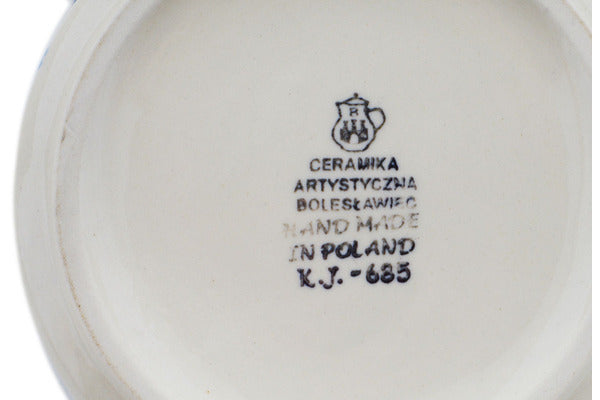 R
CERAMIKA
ARTYSTYCZNA
BOLESŁAWIEC
HAND MADE
IN POLAND
K.J.-685